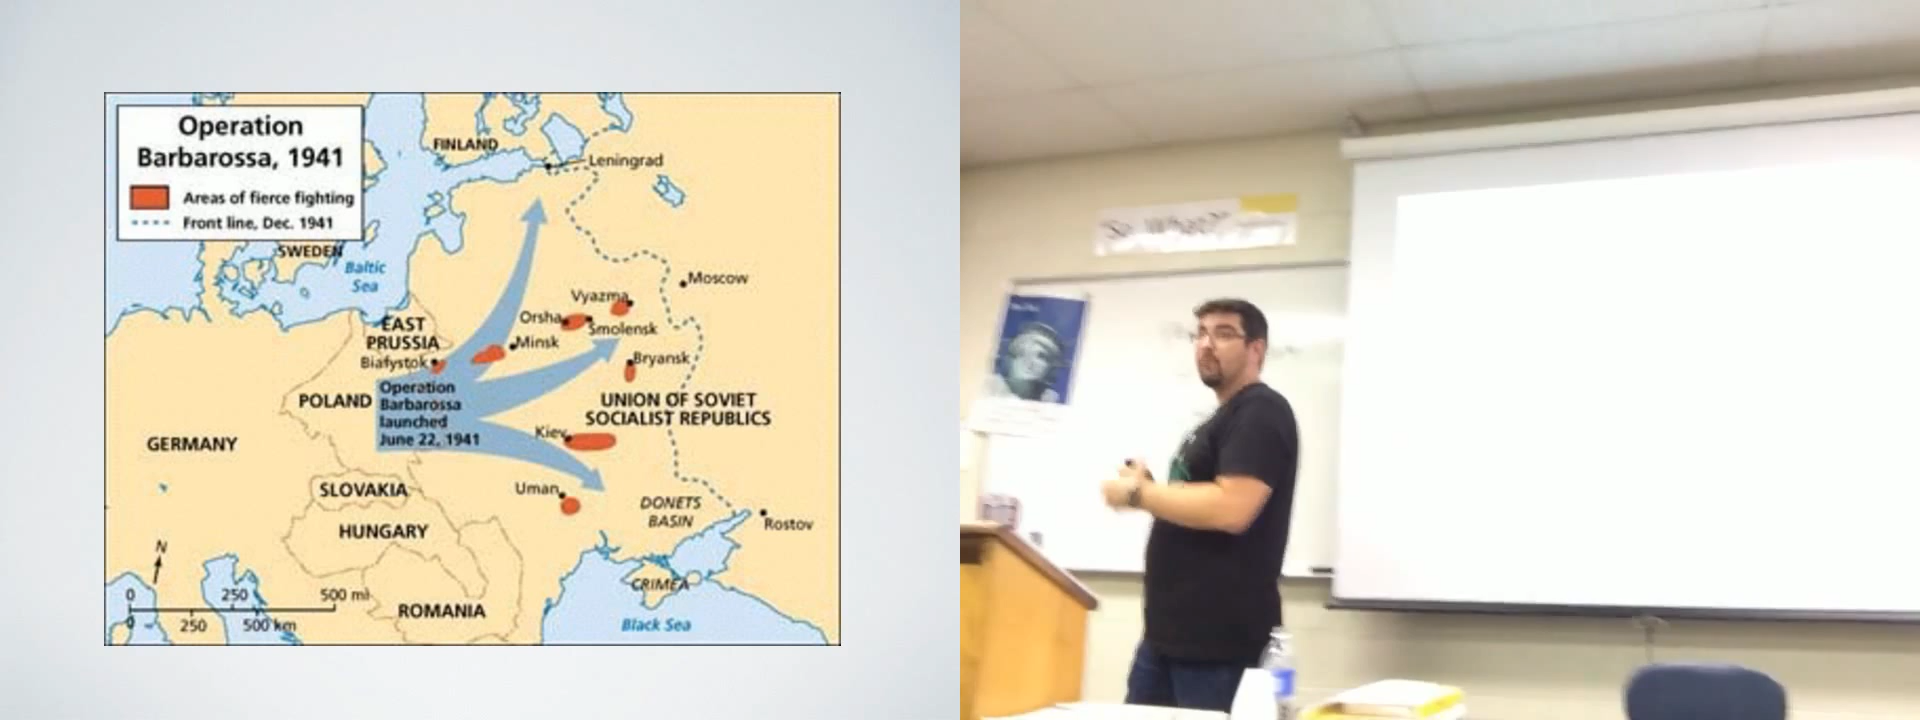 Operation
Barbarossa, 1941
Areas of fierce fighting
Front line, Dec. 1941
FINLAND
Leningrad
SWEDEN
Baltic
Sea
Moscow
Vyazma
Orsha
Smolensk
EAST
PRUSSIA
Minsk
Bryansk
Białystok
Operation
Barbarossa
launched
June 22, 1941
POLAND
UNION OF SOVIET
SOCIALIST REPUBLICS
GERMANY
Kiev
SLOVAKIA
Uman
DONETS
BASIN
Rostov
HUNGARY
N
CRIMEA
0 250 500 mi
0 250 500 km
ROMANIA
Black Sea
"So What?"